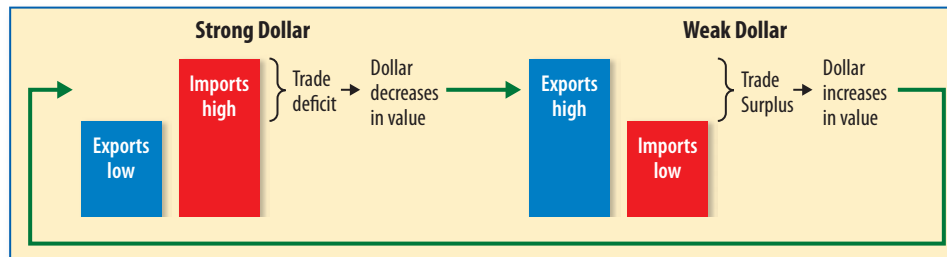 Strong Dollar
Exports
low
Imports
high
Trade
deficit
Dollar
decreases
in value
Weak Dollar
Exports
high
Imports
low
Trade
Surplus
Dollar
increases
in value